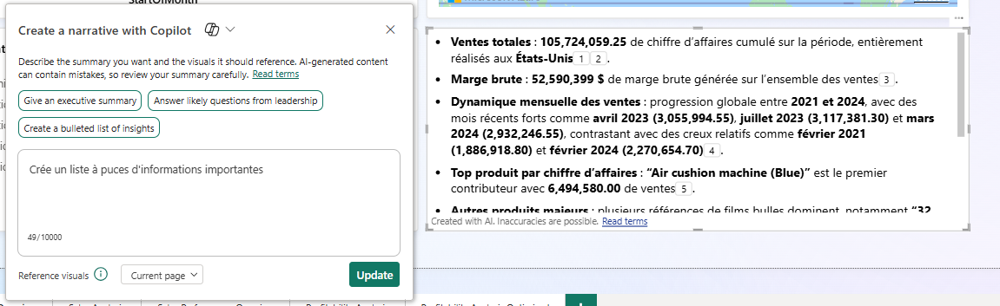 StartOfMonth
Create a narrative with Copilot
Describe the summary you want and the visuals it should reference. AI-generated content
can contain mistakes, so review your summary carefully. Read terms
Give an executive summary
Answer likely questions from leadership
Create a bulleted list of insights
Crée un liste à puces d'informations importantes
49/10000
Reference visuals
Current page
Update
• Ventes totales : 105,724,059.25 de chiffre d'affaires cumulé sur la période, entièrement
réalisés aux États-Unis 1 2 .
• Marge brute : 52,590,399 $ de marge brute générée sur l'ensemble des ventes 3 .
• Dynamique mensuelle des ventes : progression globale entre 2021 et 2024, avec des
mois récents forts comme avril 2023 (3,055,994.55), juillet 2023 (3,117,381.30) et mars
2024 (2,932,246.55), contrastant avec des creux relatifs comme février 2021
(1,886,918.80) et février 2024 (2,270,654.70) 4 .
• Top produit par chiffre d'affaires : “Air cushion machine (Blue)” est le premier
contributeur avec 6,494,580.00 de ventes 5 .
• Autres produits majeurs : plusieurs références de films bulles dominent, notamment “32
Created with AI. Inaccuracies are possible. Read terms